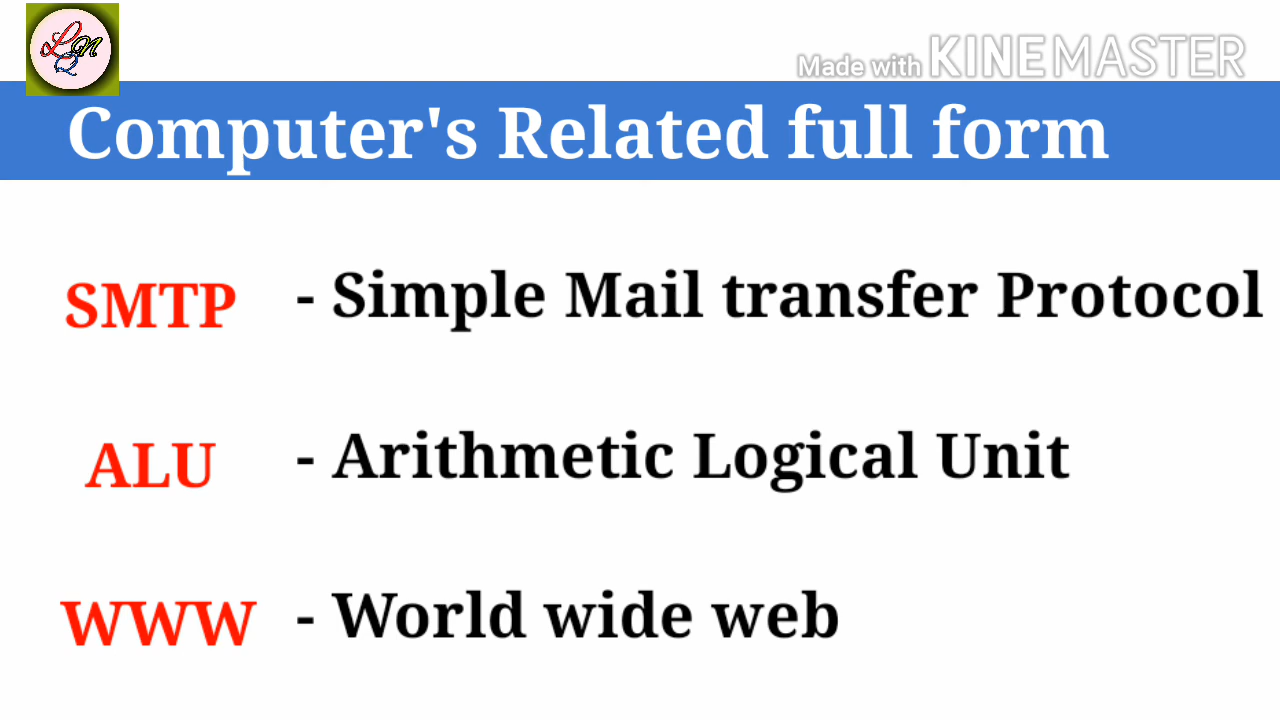 LGN
Made with KINEMASTER
Computer's Related full form
SMTP - Simple Mail transfer Protocol
ALU - Arithmetic Logical Unit
WWW - World wide web